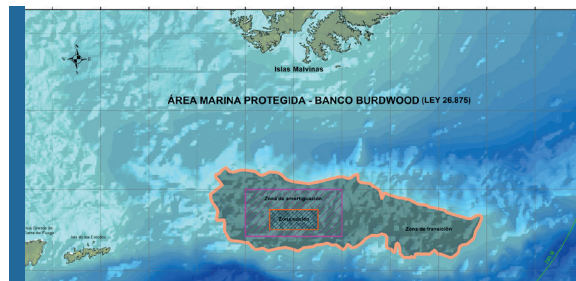 Islas Malvinas
ÁREA MARINA PROTEGIDA - BANCO BURDWOOD (LEY 26.875)
Zona de amortiguación
Zona núcleo
Zona de transición
Isla de los Estados